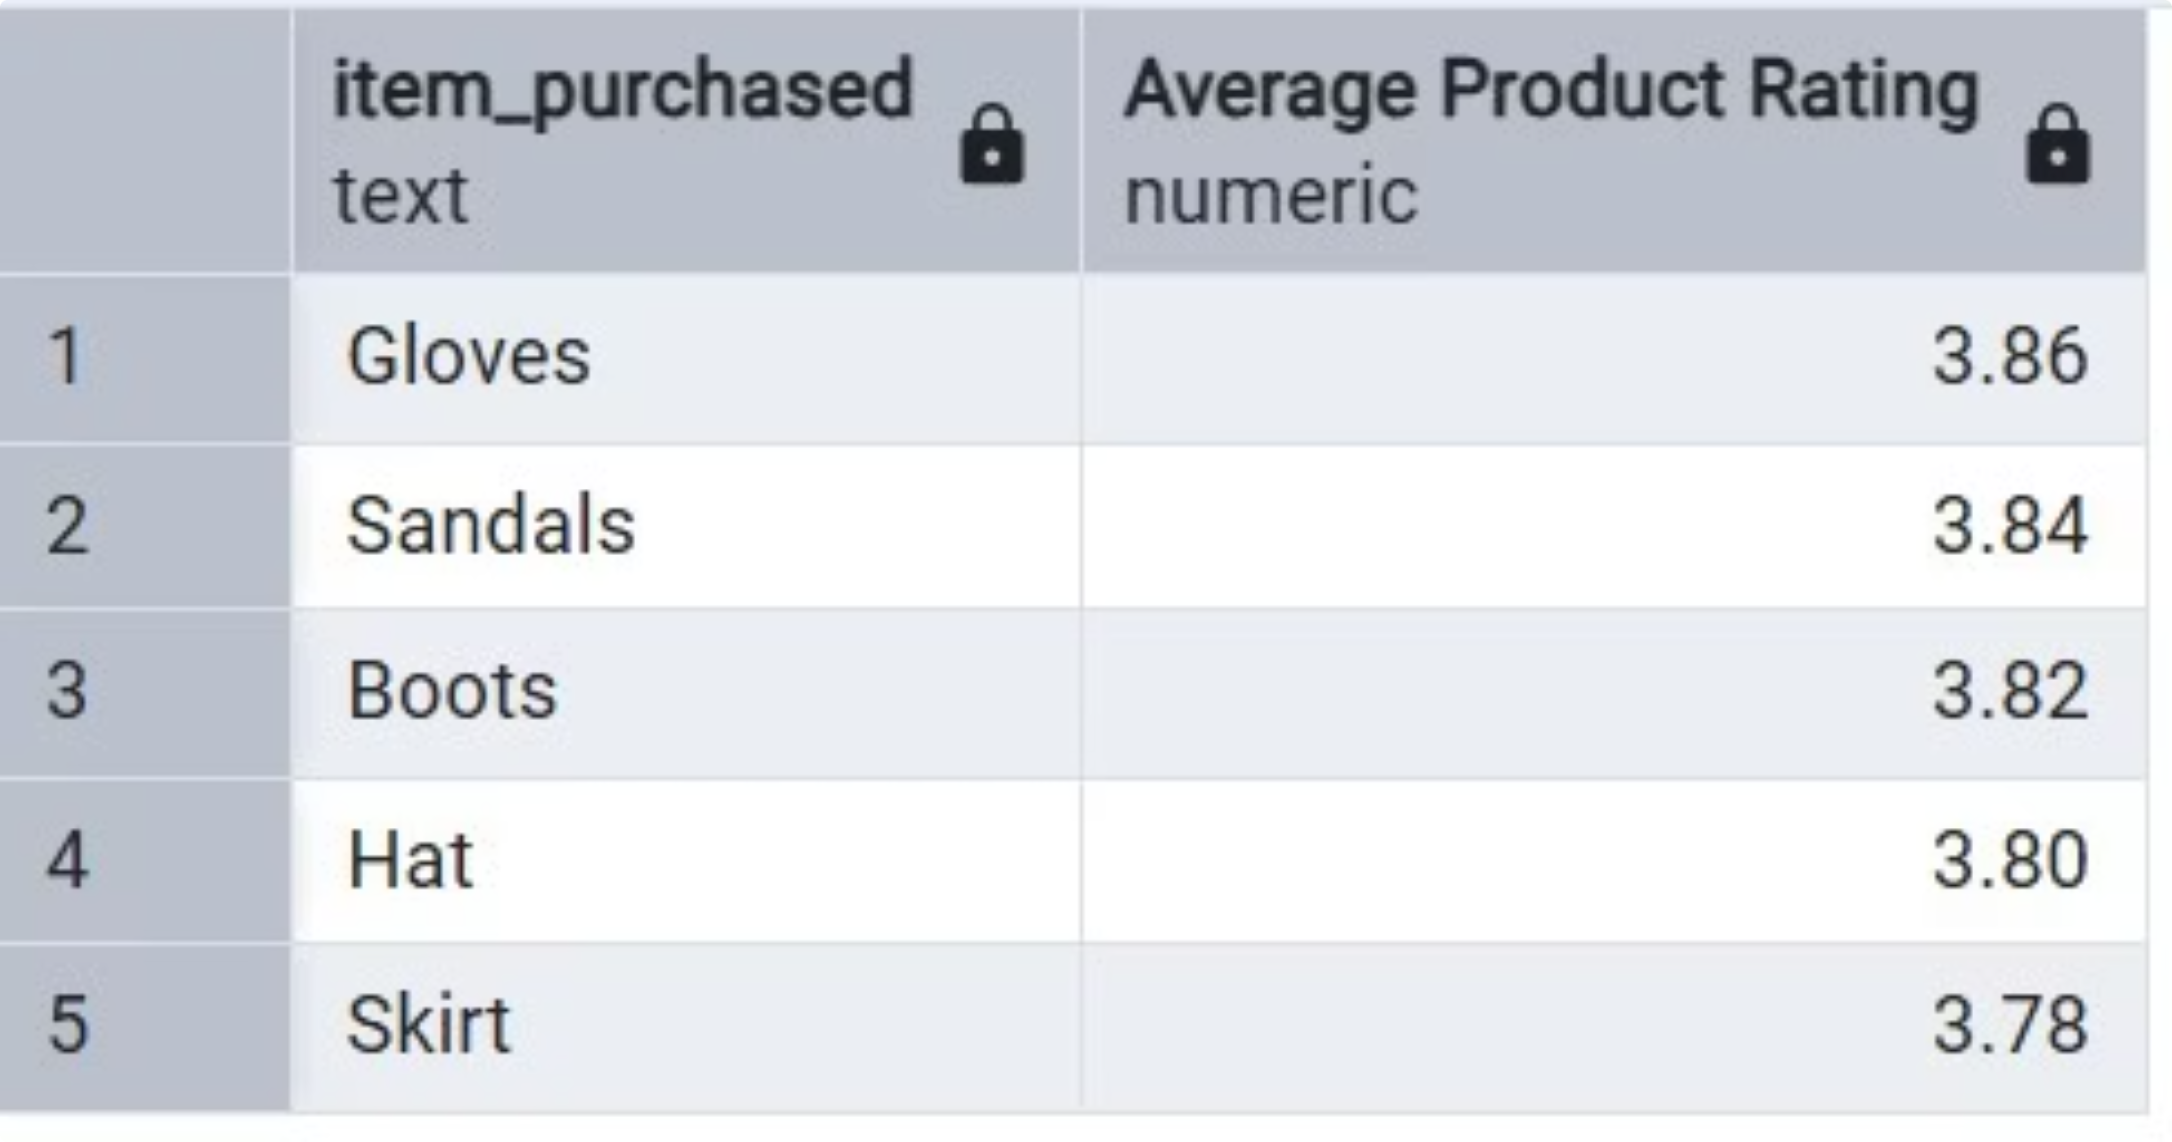 item_purchased Average Product Rating
text numeric
1 Gloves 3.86
2 Sandals 3.84
3 Boots 3.82
4 Hat 3.80
5 Skirt 3.78